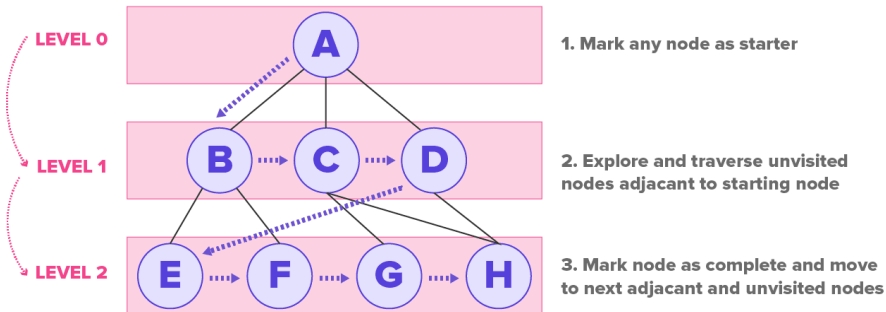 LEVEL 0
A
1. Mark any node as starter
LEVEL 1
B
C
D
2. Explore and traverse unvisited
nodes adjacant to starting node
LEVEL 2
E
F
G
H
3. Mark node as complete and move
to next adjacant and unvisited nodes